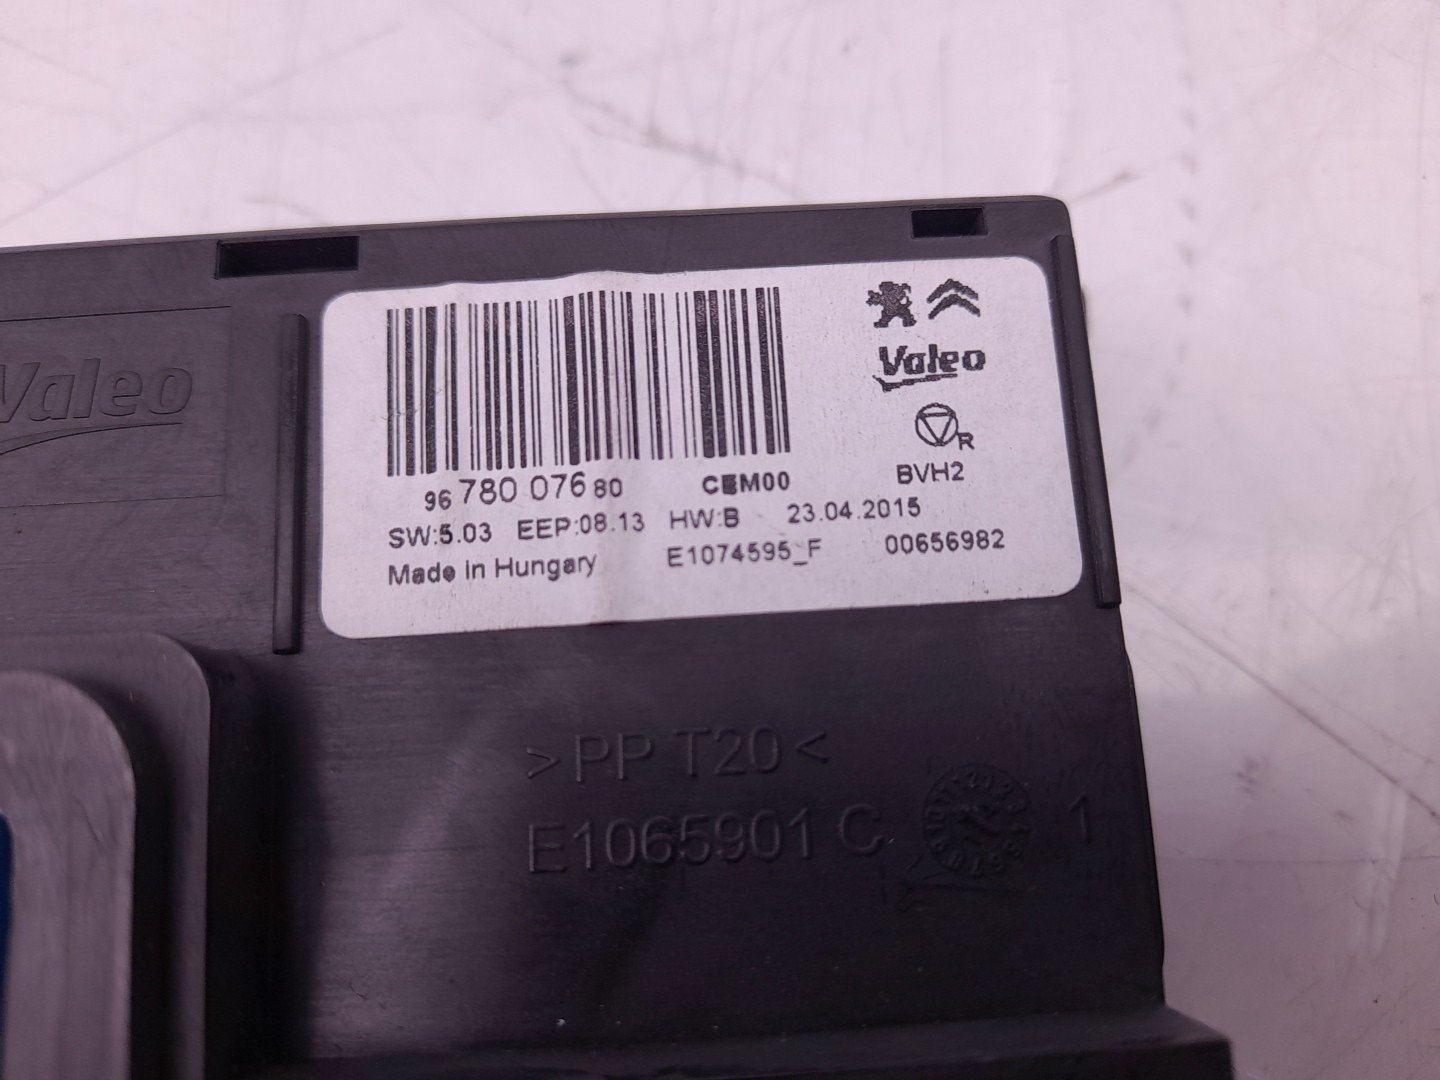 Valeo
Valeo
BVH2
96 780 076 80
SW:5.03 EEP:08.13 HW:B 23.04.2015
Made in Hungary E1074595_F 00656982
R
>PP T20<
E1065901 C
1